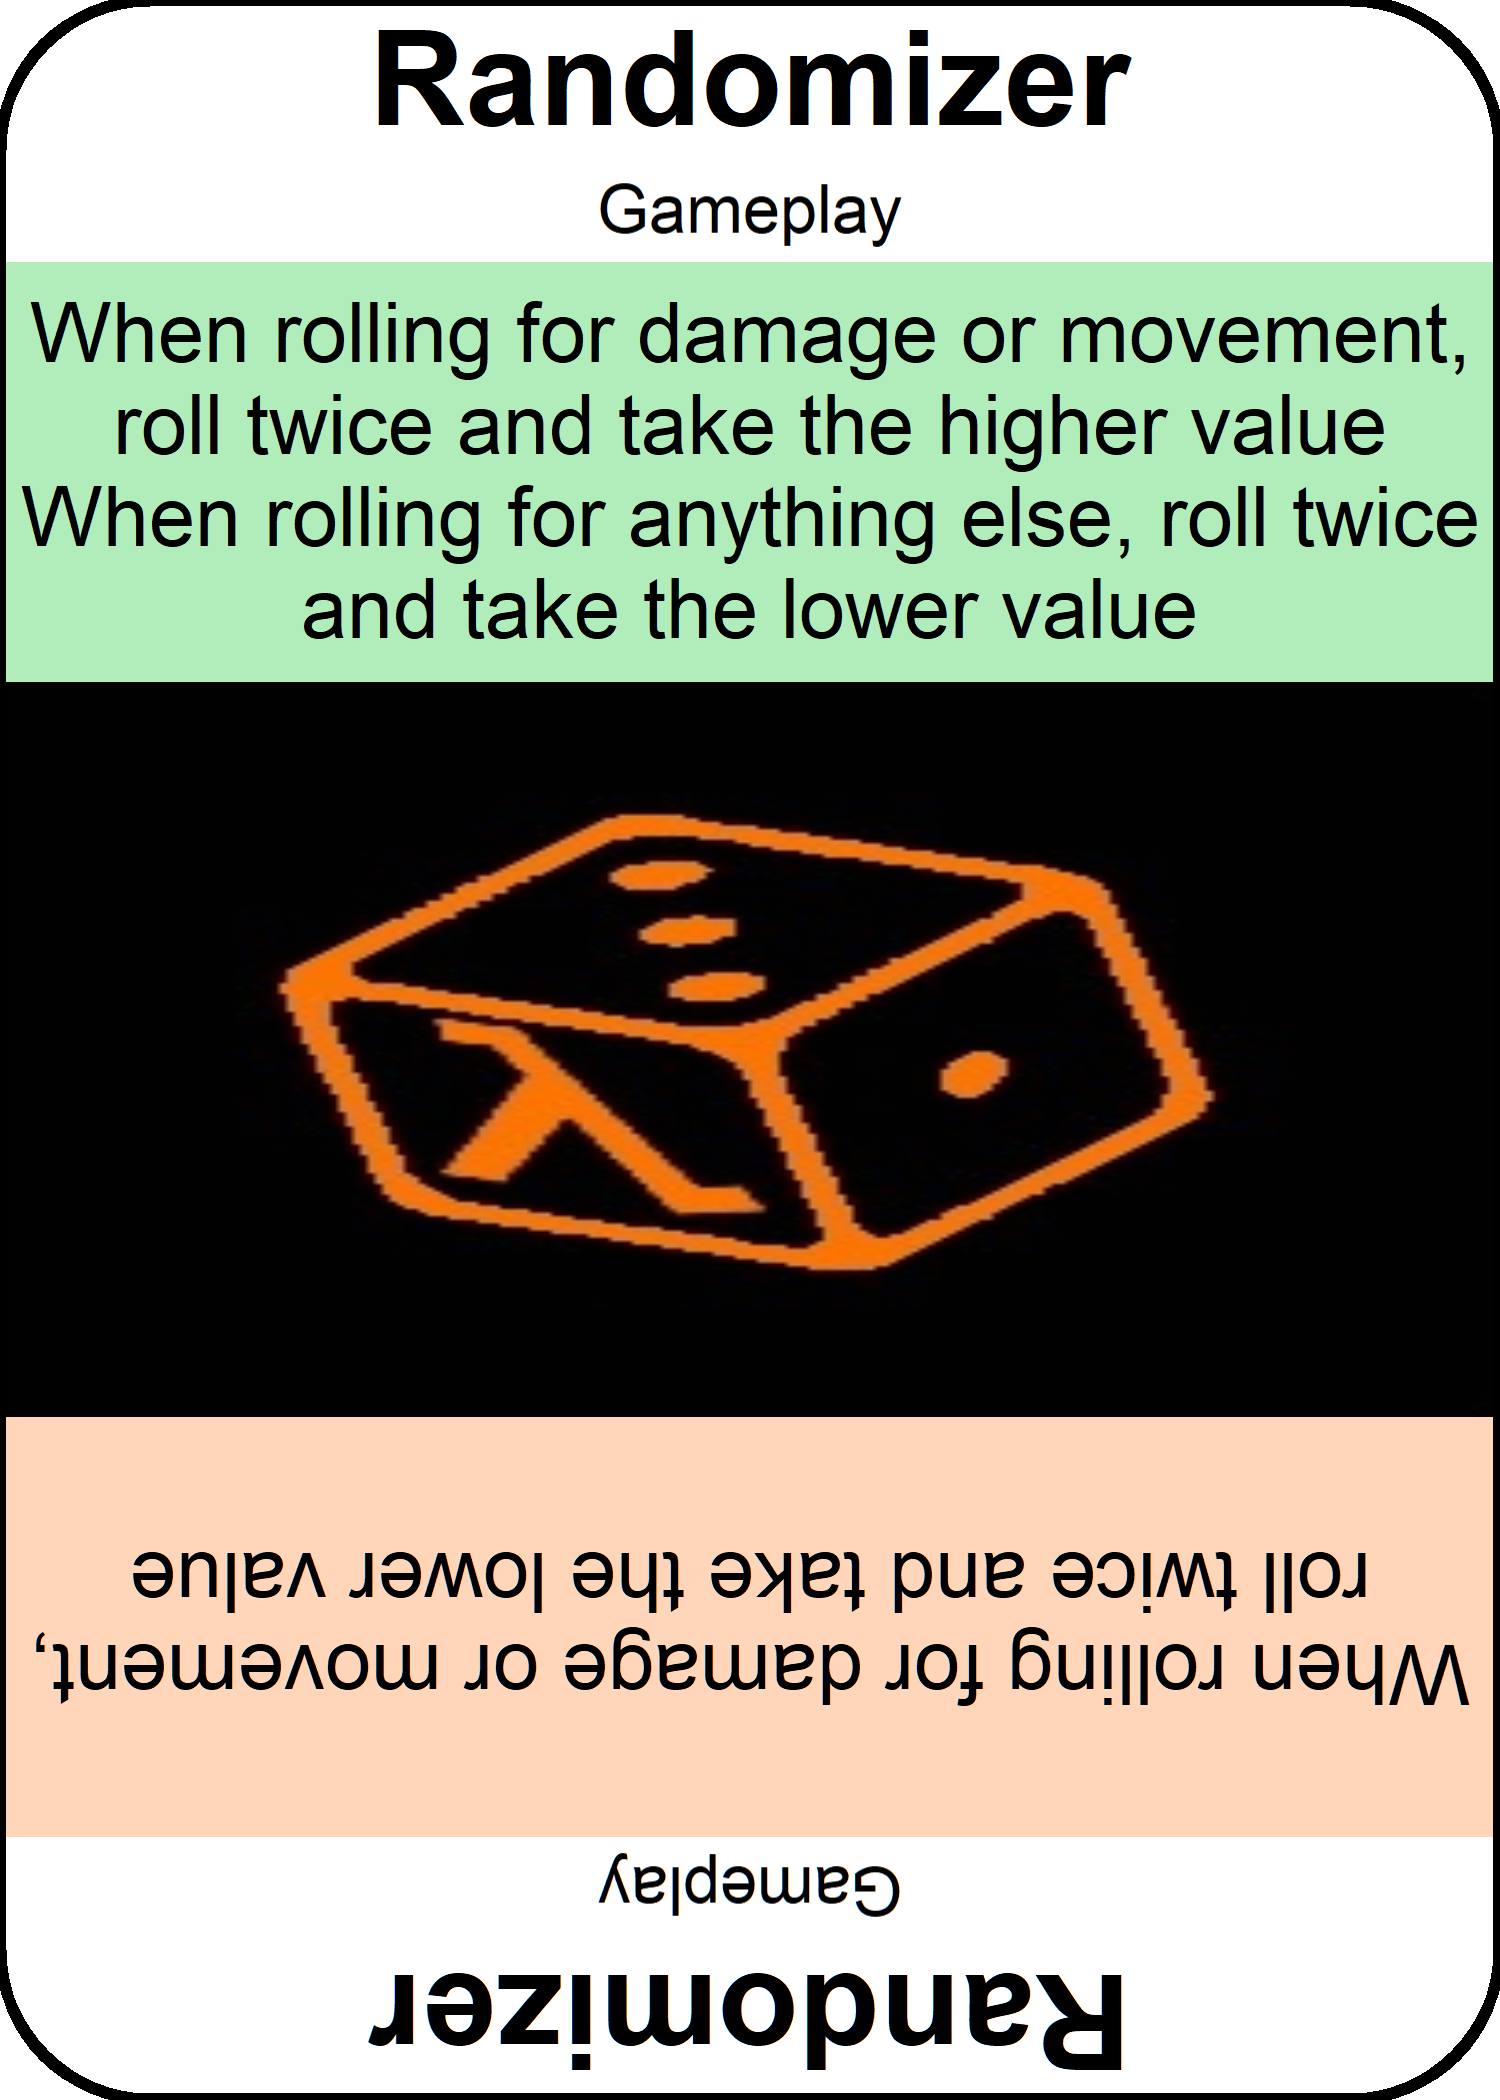 Randomizer
Gameplay
When rolling for damage or movement,
roll twice and take the higher value
When rolling for anything else, roll twice
and take the lower value
λ
Randomizer
Gameplay
When rolling for damage or movement,
roll twice and take the lower value